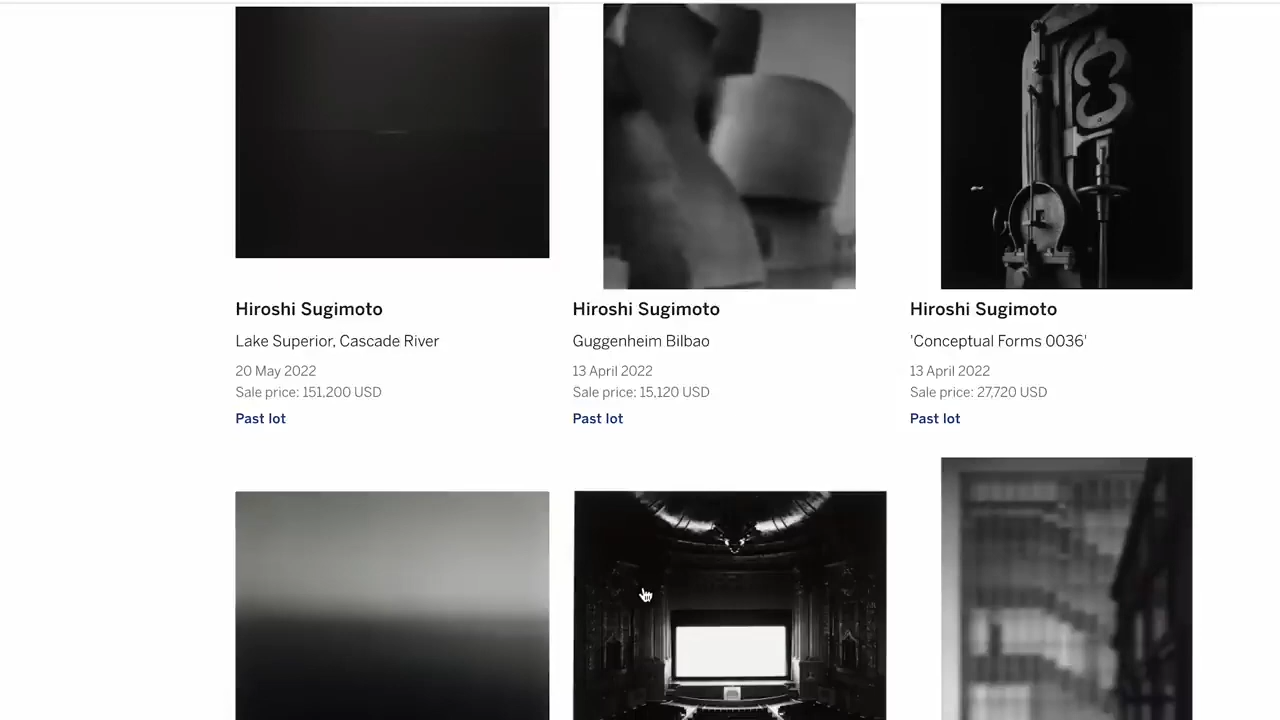 Hiroshi Sugimoto
Lake Superior, Cascade River
20 May 2022
Sale price: 151,200 USD
Past lot
Hiroshi Sugimoto
Guggenheim Bilbao
13 April 2022
Sale price: 15,120 USD
Past lot
Hiroshi Sugimoto
'Conceptual Forms 0036'
13 April 2022
Sale price: 27,720 USD
Past lot